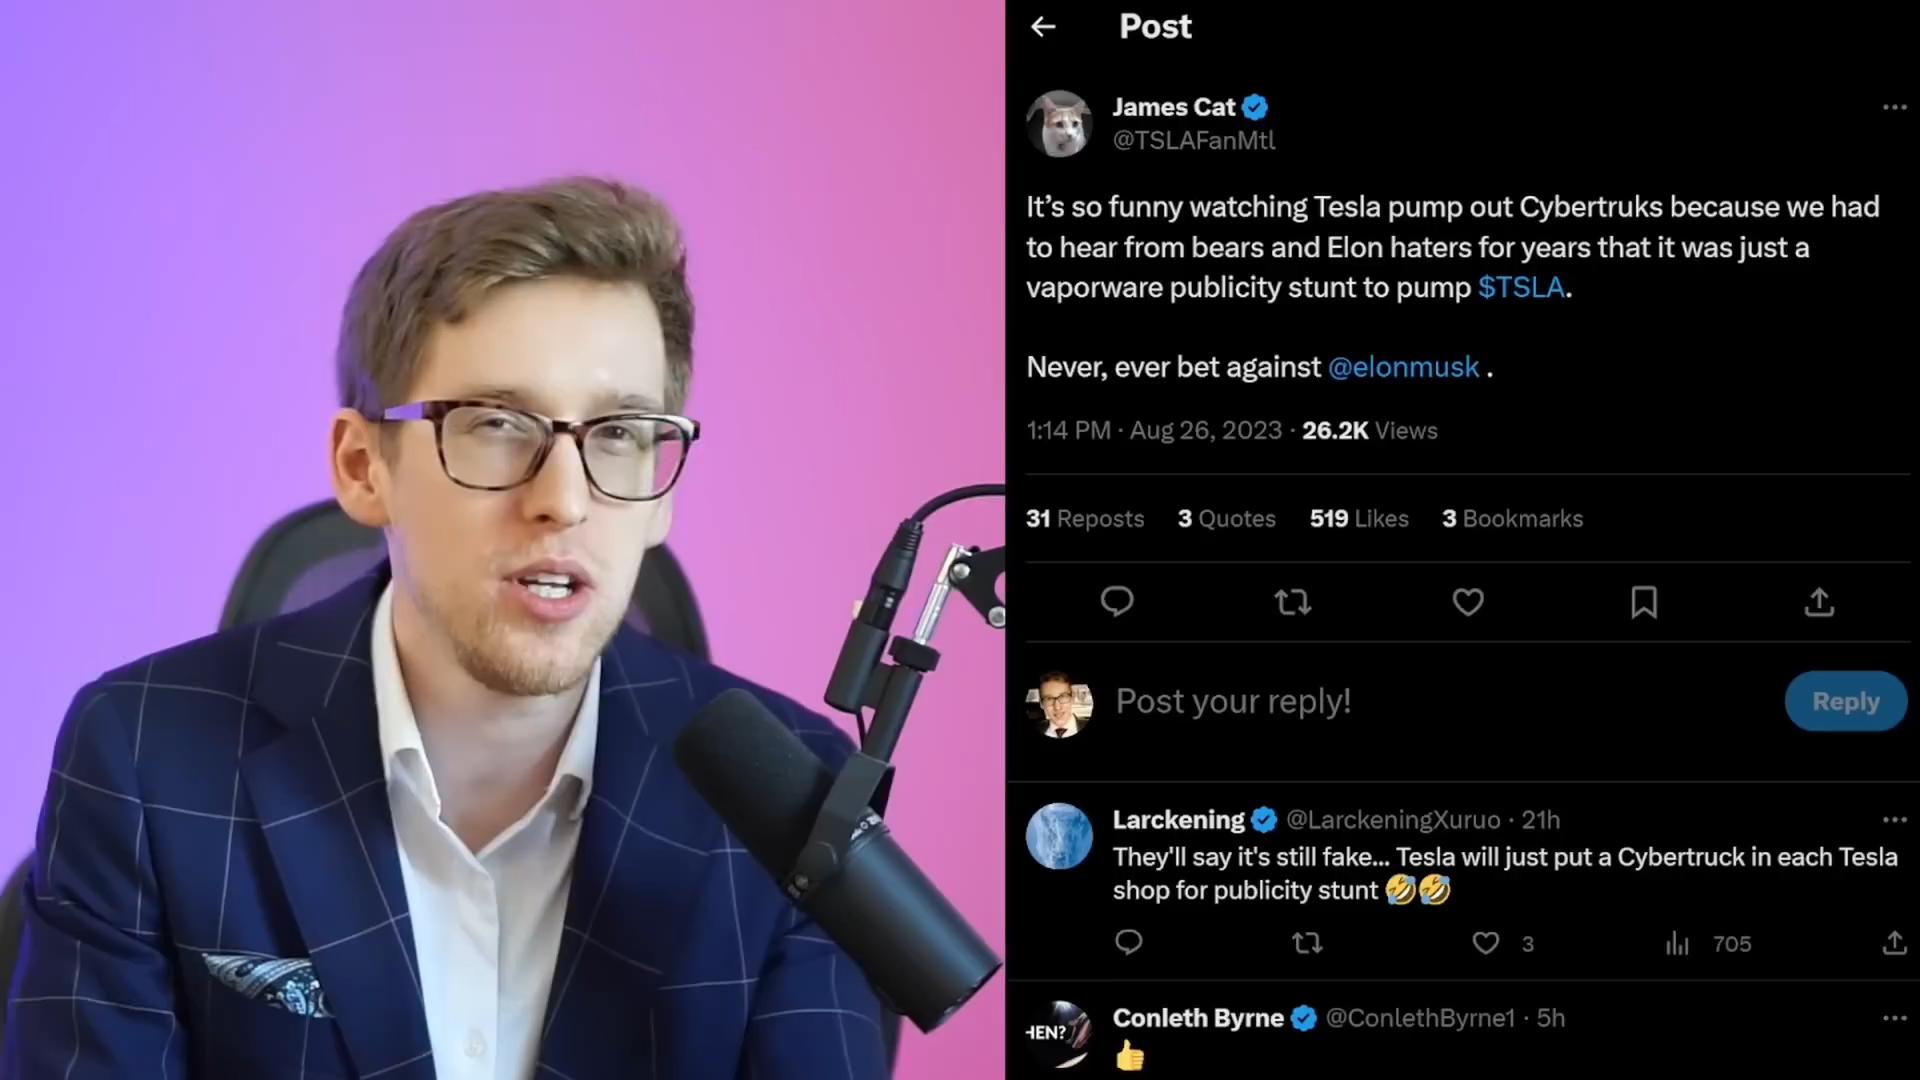 Post
James Cat
@TSLAFanMtl
It’s so funny watching Tesla pump out Cybertruks because we had
to hear from bears and Elon haters for years that it was just a
vaporware publicity stunt to pump $TSLA.
Never, ever bet against @elonmusk .
1:14 PM · Aug 26, 2023 · 26.2K Views
31 Reposts 3 Quotes 519 Likes 3 Bookmarks
Post your reply!
Reply
Larckening @LarckeningXuruo · 21h
They'll say it's still fake... Tesla will just put a Cybertruck in each Tesla
shop for publicity stunt 🤣🤣
3 705
HEN?
Conleth Byrne @ConlethByrne1 · 5h
👍